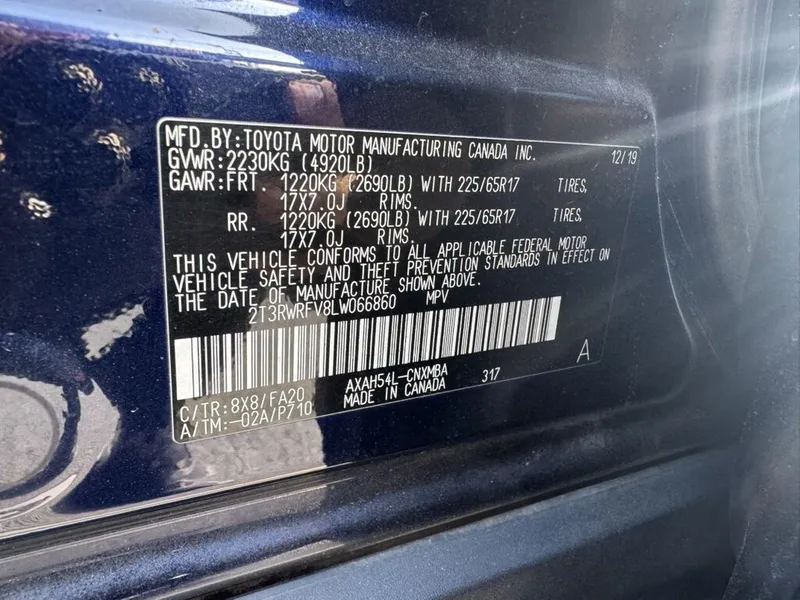 MFD.BY:TOYOTA MOTOR MANUFACTURING CANADA INC. 12/19
GVWR:2230KG (4920LB)
GAWR:FRT. 1220KG (2690LB) WITH 225/65R17 TIRES,
17X7.0J RIMS.
RR. 1220KG (2690LB) WITH 225/65R17 TIRES,
17X7.0J RIMS.
THIS VEHICLE CONFORMS TO ALL APPLICABLE FEDERAL MOTOR
VEHICLE SAFETY AND THEFT PREVENTION STANDARDS IN EFFECT ON
THE DATE OF MANUFACTURE SHOWN ABOVE.
2T3RWRFV8LW066860 MPV
A
AXAH54L-CNXMBA 317
C/TR:8X8/FA20 MADE IN CANADA
A/TM:-02A/P710